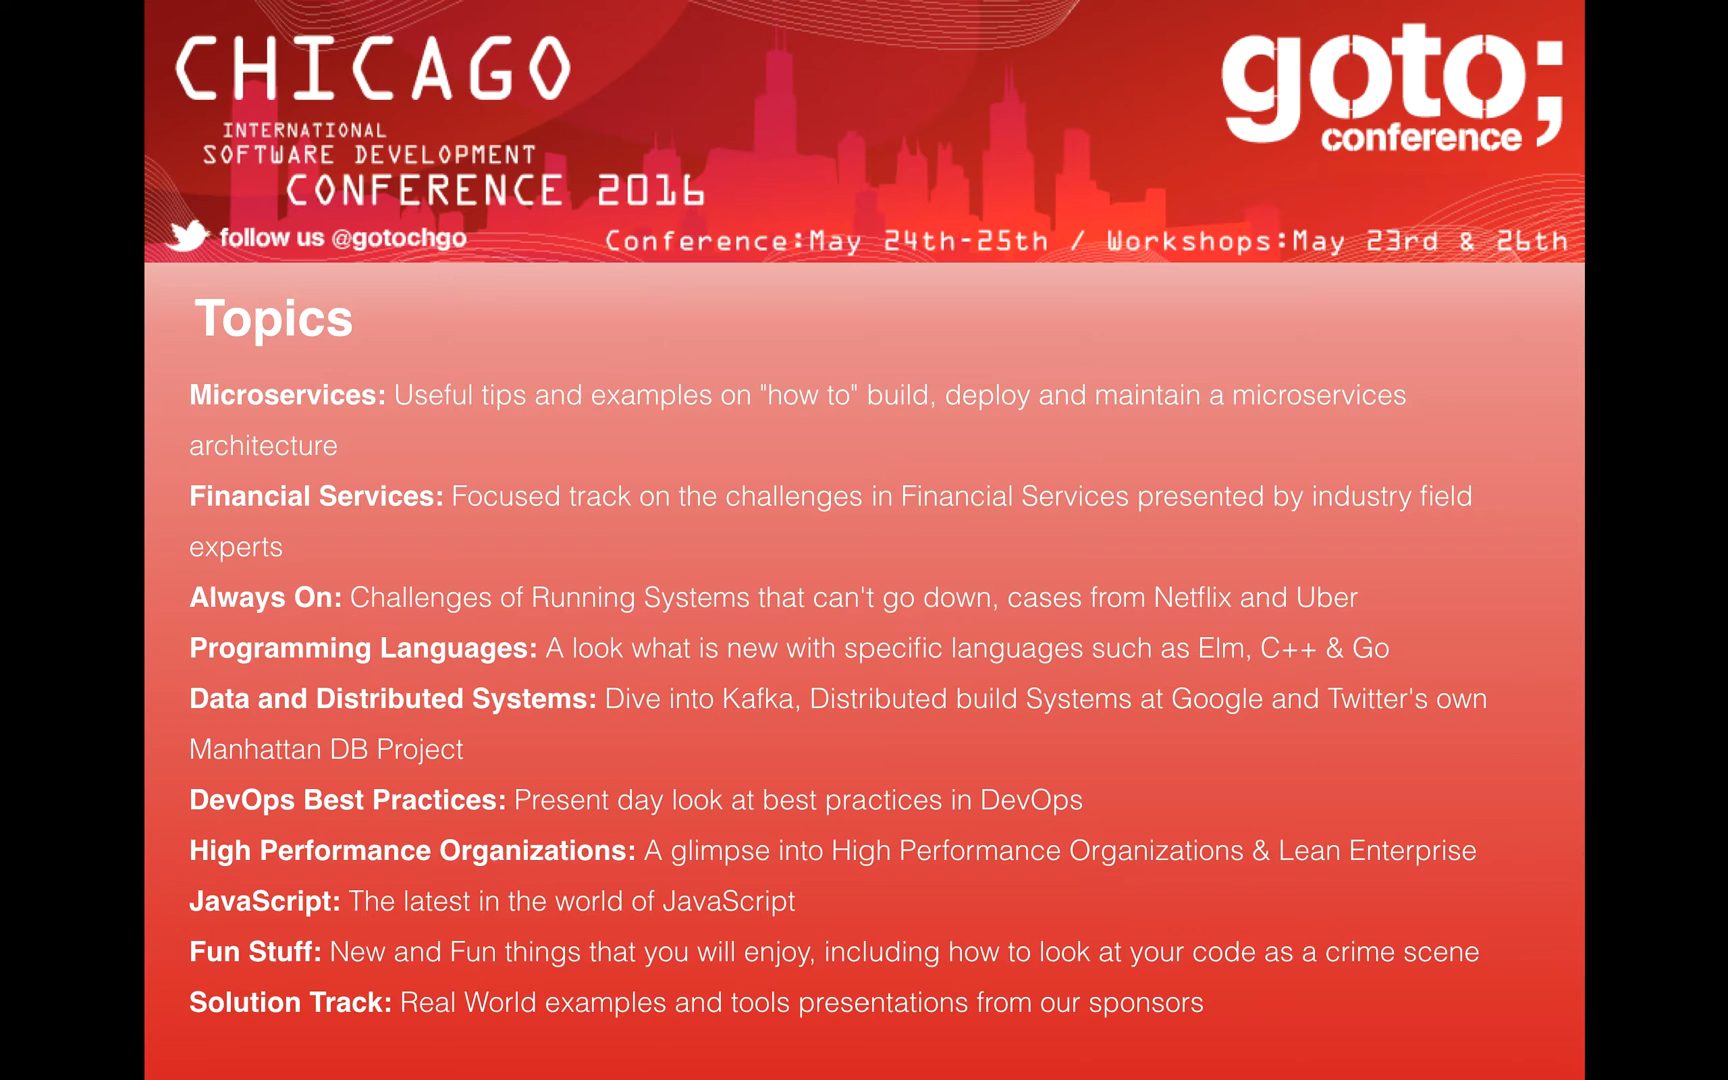 CHICAGO
INTERNATIONAL
SOFTWARE DEVELOPMENT
CONFERENCE 2016
goto;
conference
follow us @gotochgo
Conference:May 24th-25th / Workshops:May 23rd & 26th
Topics
Microservices: Useful tips and examples on "how to" build, deploy and maintain a microservices
architecture
Financial Services: Focused track on the challenges in Financial Services presented by industry field
experts
Always On: Challenges of Running Systems that can't go down, cases from Netflix and Uber
Programming Languages: A look what is new with specific languages such as Elm, C++ & Go
Data and Distributed Systems: Dive into Kafka, Distributed build Systems at Google and Twitter's own
Manhattan DB Project
DevOps Best Practices: Present day look at best practices in DevOps
High Performance Organizations: A glimpse into High Performance Organizations & Lean Enterprise
JavaScript: The latest in the world of JavaScript
Fun Stuff: New and Fun things that you will enjoy, including how to look at your code as a crime scene
Solution Track: Real World examples and tools presentations from our sponsors